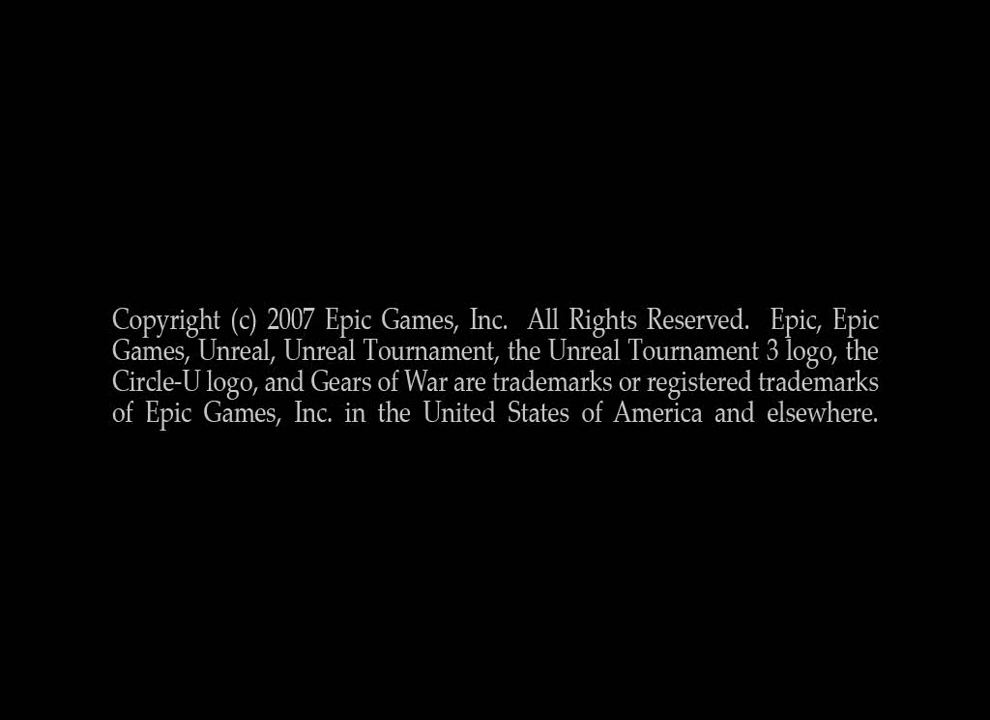 Copyright (c) 2007 Epic Games, Inc.  All Rights Reserved.  Epic, Epic
Games, Unreal, Unreal Tournament, the Unreal Tournament 3 logo, the
Circle-U logo, and Gears of War are trademarks or registered trademarks
of Epic Games, Inc. in the United States of America and elsewhere.